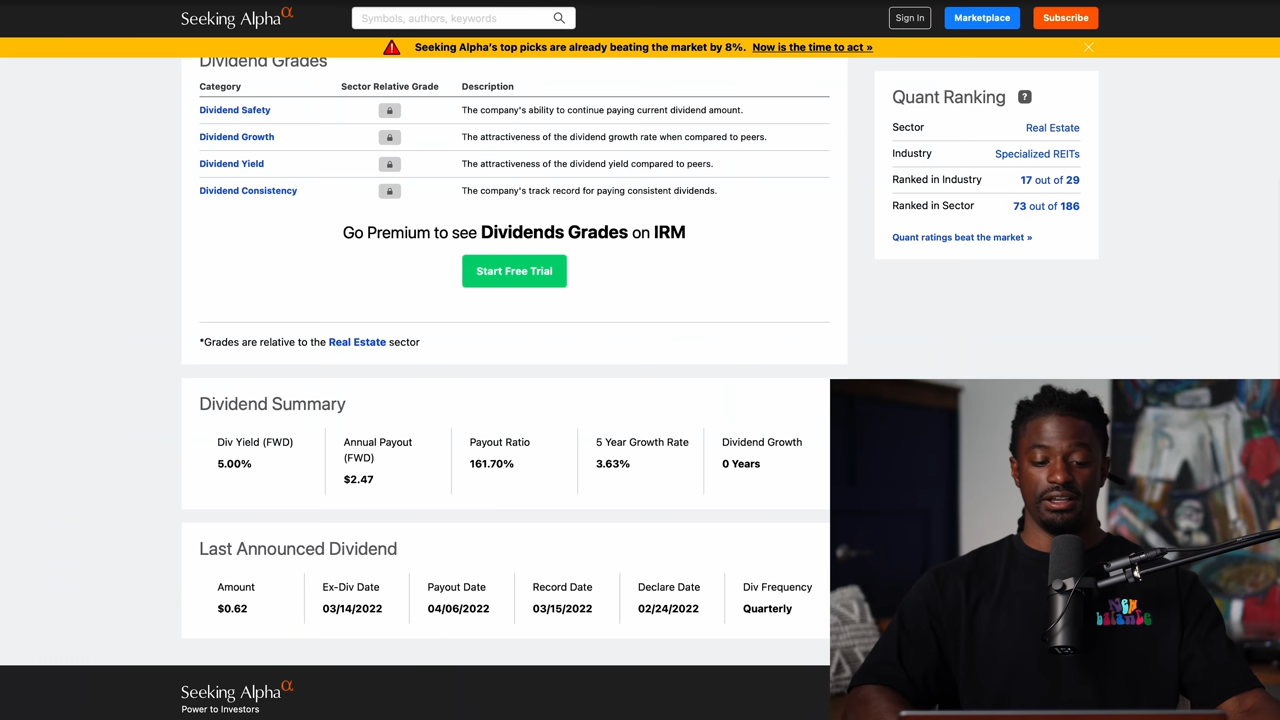 Seeking Alphaα
Symbols, authors, keywords
Sign In
Marketplace
Subscribe
Seeking Alpha's top picks are already beating the market by 8%. Now is the time to act »
Dividend Grades
Category Sector Relative Grade Description
Dividend Safety The company's ability to continue paying current dividend amount.
Dividend Growth The attractiveness of the dividend growth rate when compared to peers.
Dividend Yield The attractiveness of the dividend yield compared to peers.
Dividend Consistency The company's track record for paying consistent dividends.
Go Premium to see Dividends Grades on IRM
Start Free Trial
*Grades are relative to the Real Estate sector
Quant Ranking ?
Sector Real Estate
Industry Specialized REITs
Ranked in Industry 17 out of 29
Ranked in Sector 73 out of 186
Quant ratings beat the market »
Dividend Summary
Div Yield (FWD) Annual Payout Payout Ratio 5 Year Growth Rate Dividend Growth
(FWD)
5.00% 161.70% 3.63% 0 Years
$2.47
Last Announced Dividend
Amount Ex-Div Date Payout Date Record Date Declare Date Div Frequency
$0.62 03/14/2022 04/06/2022 03/15/2022 02/24/2022 Quarterly
Seeking Alphaα
Power to Investors
new
balance